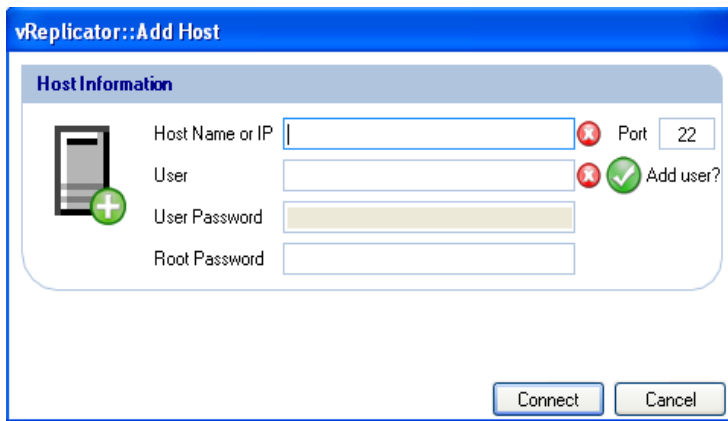 vReplicator::Add Host
Host Information
Host Name or IP Port 22
User Add user?
User Password
Root Password
Connect Cancel